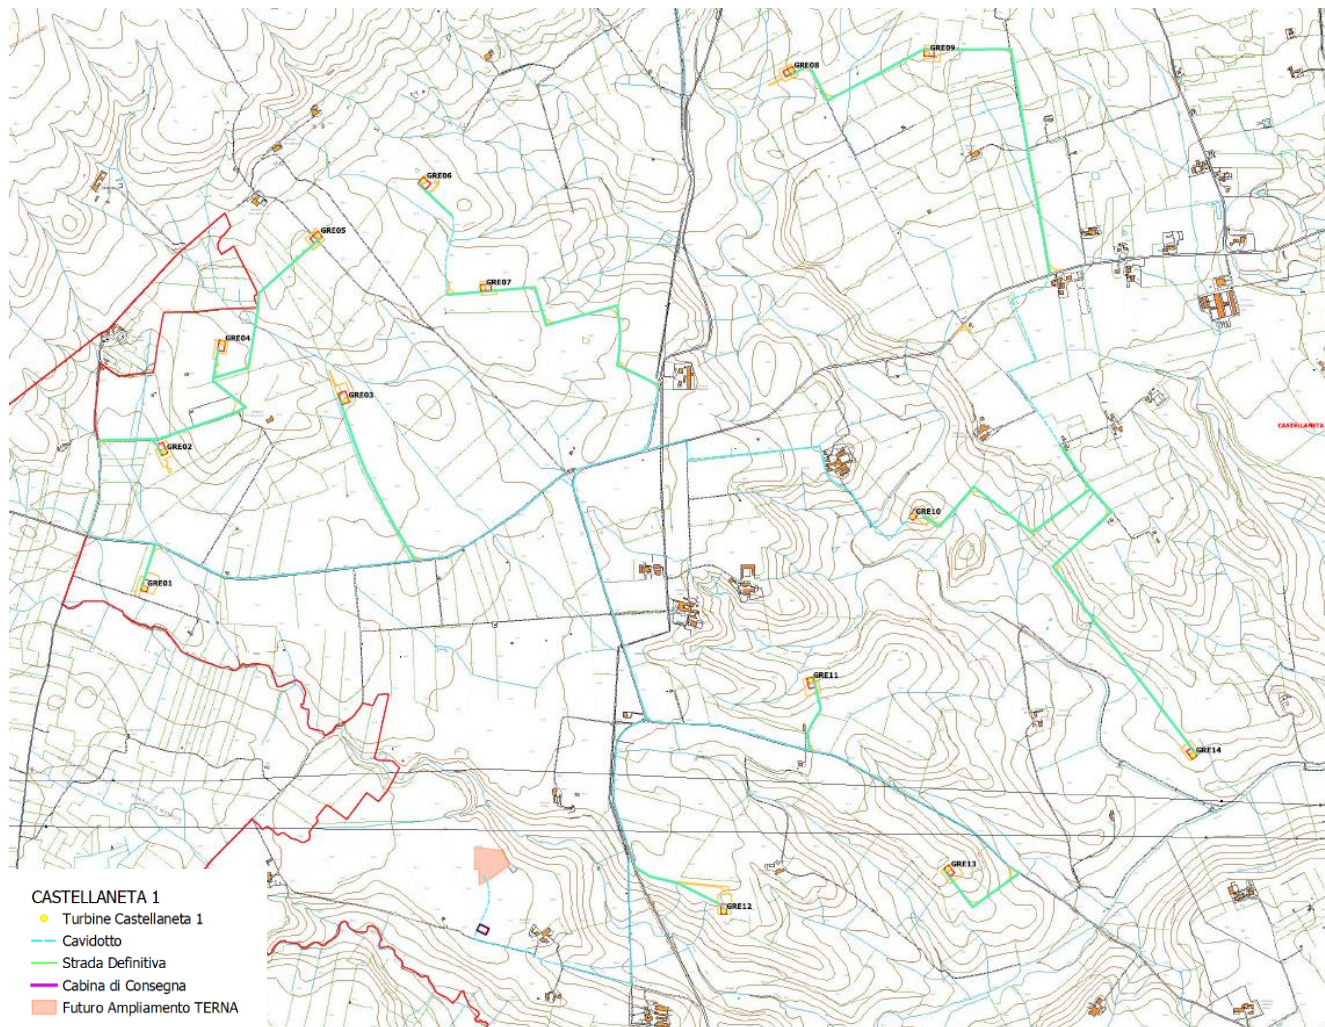 GRE09
GRE08
GRE06
GRE05
GRE07
GRE04
GRE03
CASTELLANETA
GRE02
GRE10
GRE01
GRE11
GRE14
GRE13
GRE12
CASTELLANETA 1
Turbine Castellaneta 1
Cavidotto
Strada Definitiva
Cabina di Consegna
Futuro Ampliamento TERNA